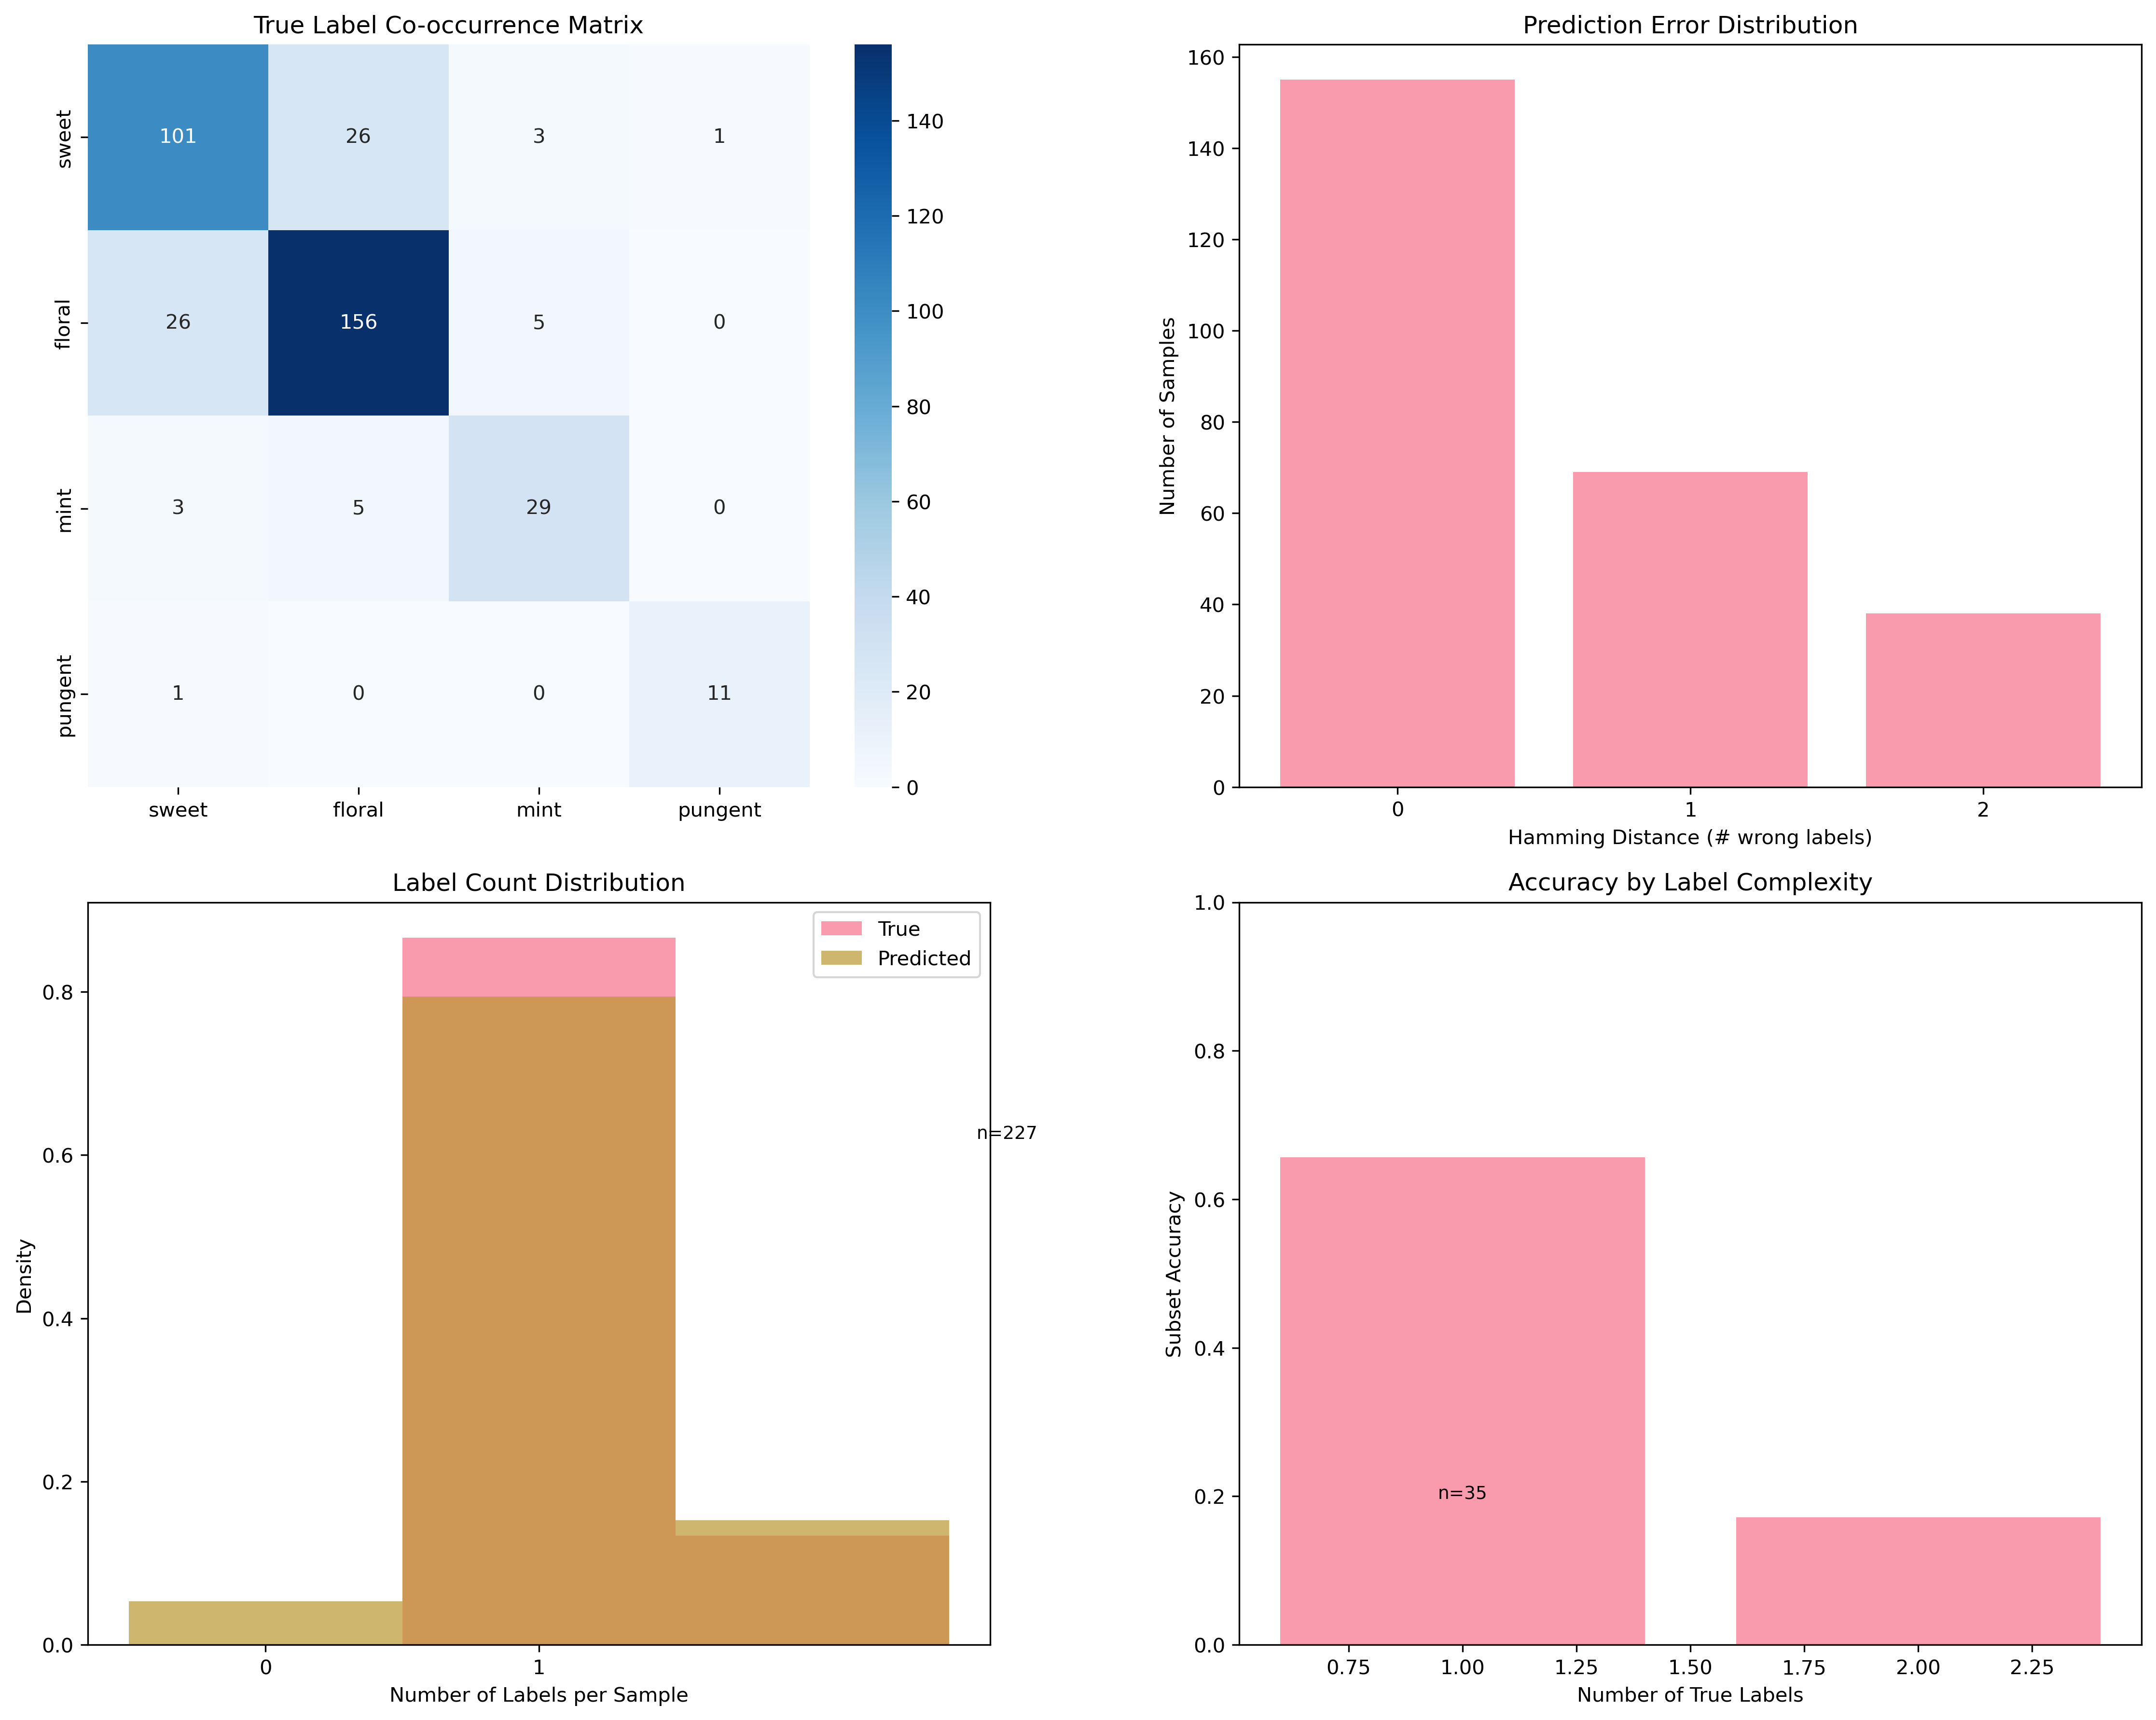 True Label Co-occurrence Matrix
sweet
floral
mint
pungent
101 26 3 1
26 156 5 0
3 5 29 0
1 0 0 11
sweet floral mint pungent
140
120
100
80
60
40
20
0
Prediction Error Distribution
Number of Samples
160
140
120
100
80
60
40
20
0
0 1 2
Hamming Distance (# wrong labels)
Label Count Distribution
True
Predicted
Density
0.8
0.6
0.4
0.2
0.0
n=227
0 1
Number of Labels per Sample
Accuracy by Label Complexity
Subset Accuracy
1.0
0.8
0.6
0.4
0.2
0.0
n=35
0.75 1.00 1.25 1.50 1.75 2.00 2.25
Number of True Labels